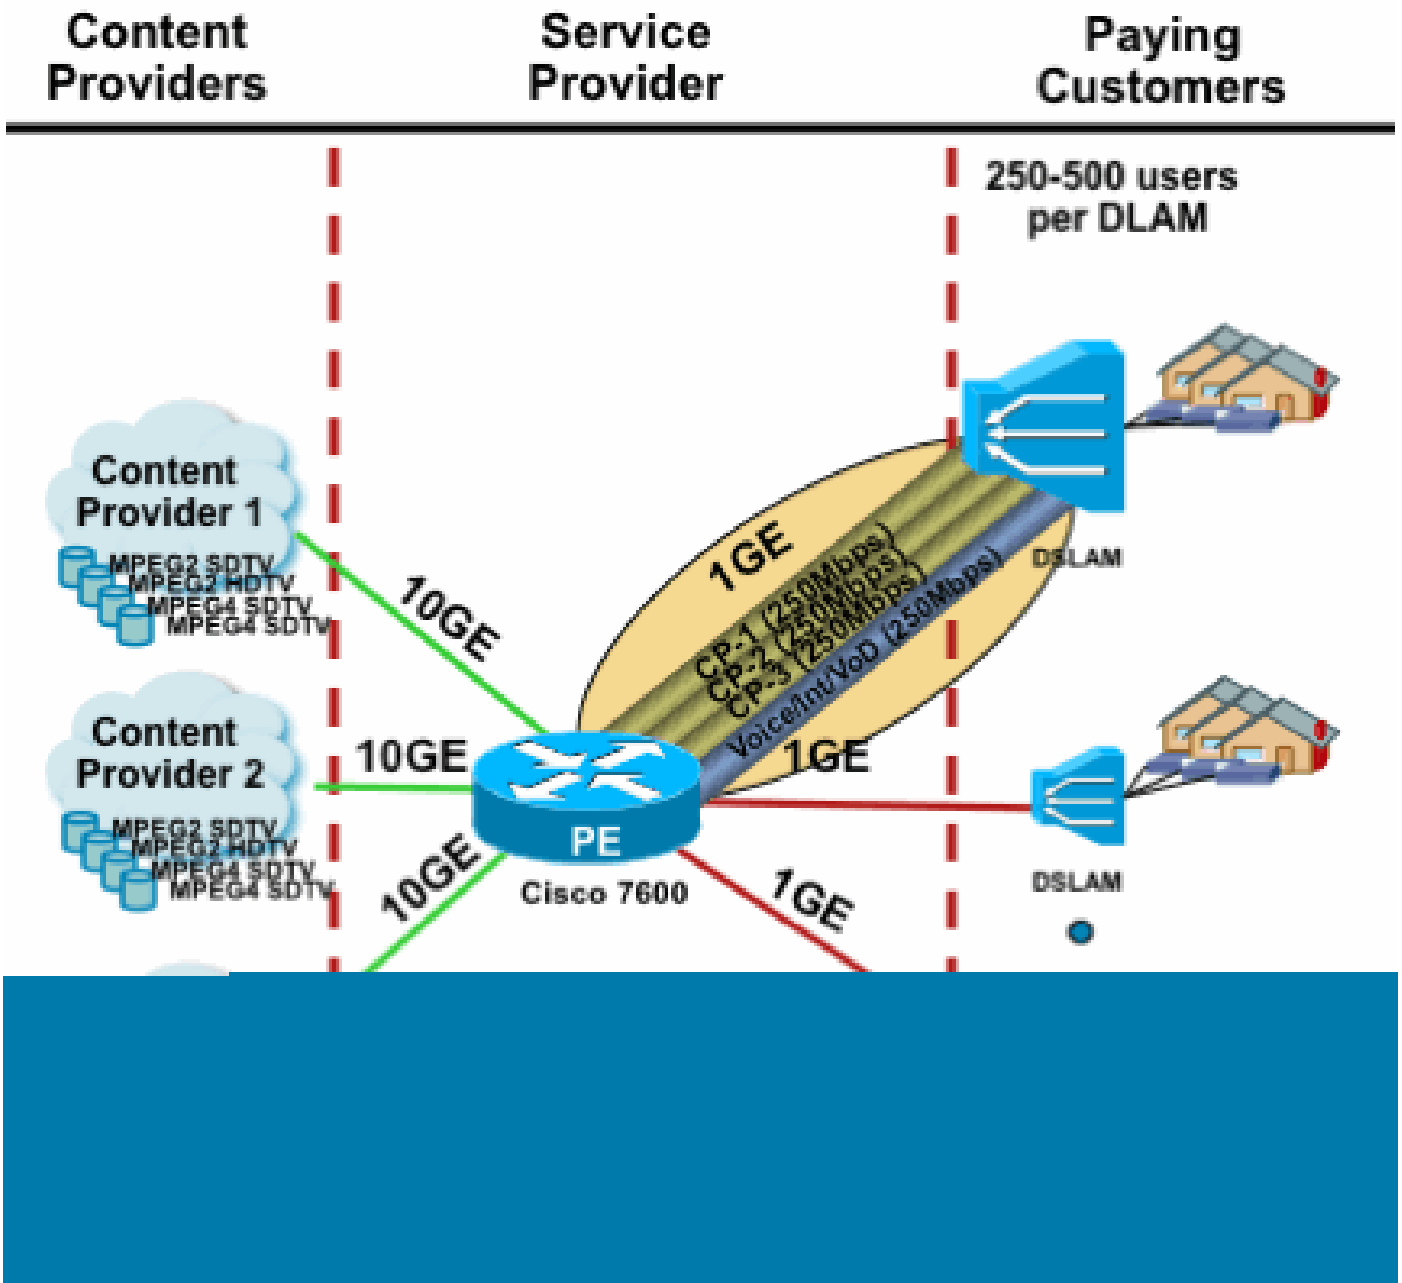 Content
Providers
Service
Provider
Paying
Customers
250-500 users
per DLAM
Content
Provider 1
MPEG2 SDTV
MPEG2 HDTV
MPEG4 SDTV
MPEG4 SDTV
10GE
1GE
CP-1 (250Mbps)
CP-2 (250Mbps)
CP-3 (250Mbps)
Voice/Int/VoD (250Mbps)
DSLAM
Content
Provider 2
MPEG2 SDTV
MPEG2 HDTV
MPEG4 SDTV
MPEG4 SDTV
10GE
1GE
PE
Cisco 7600
10GE
1GE
DSLAM